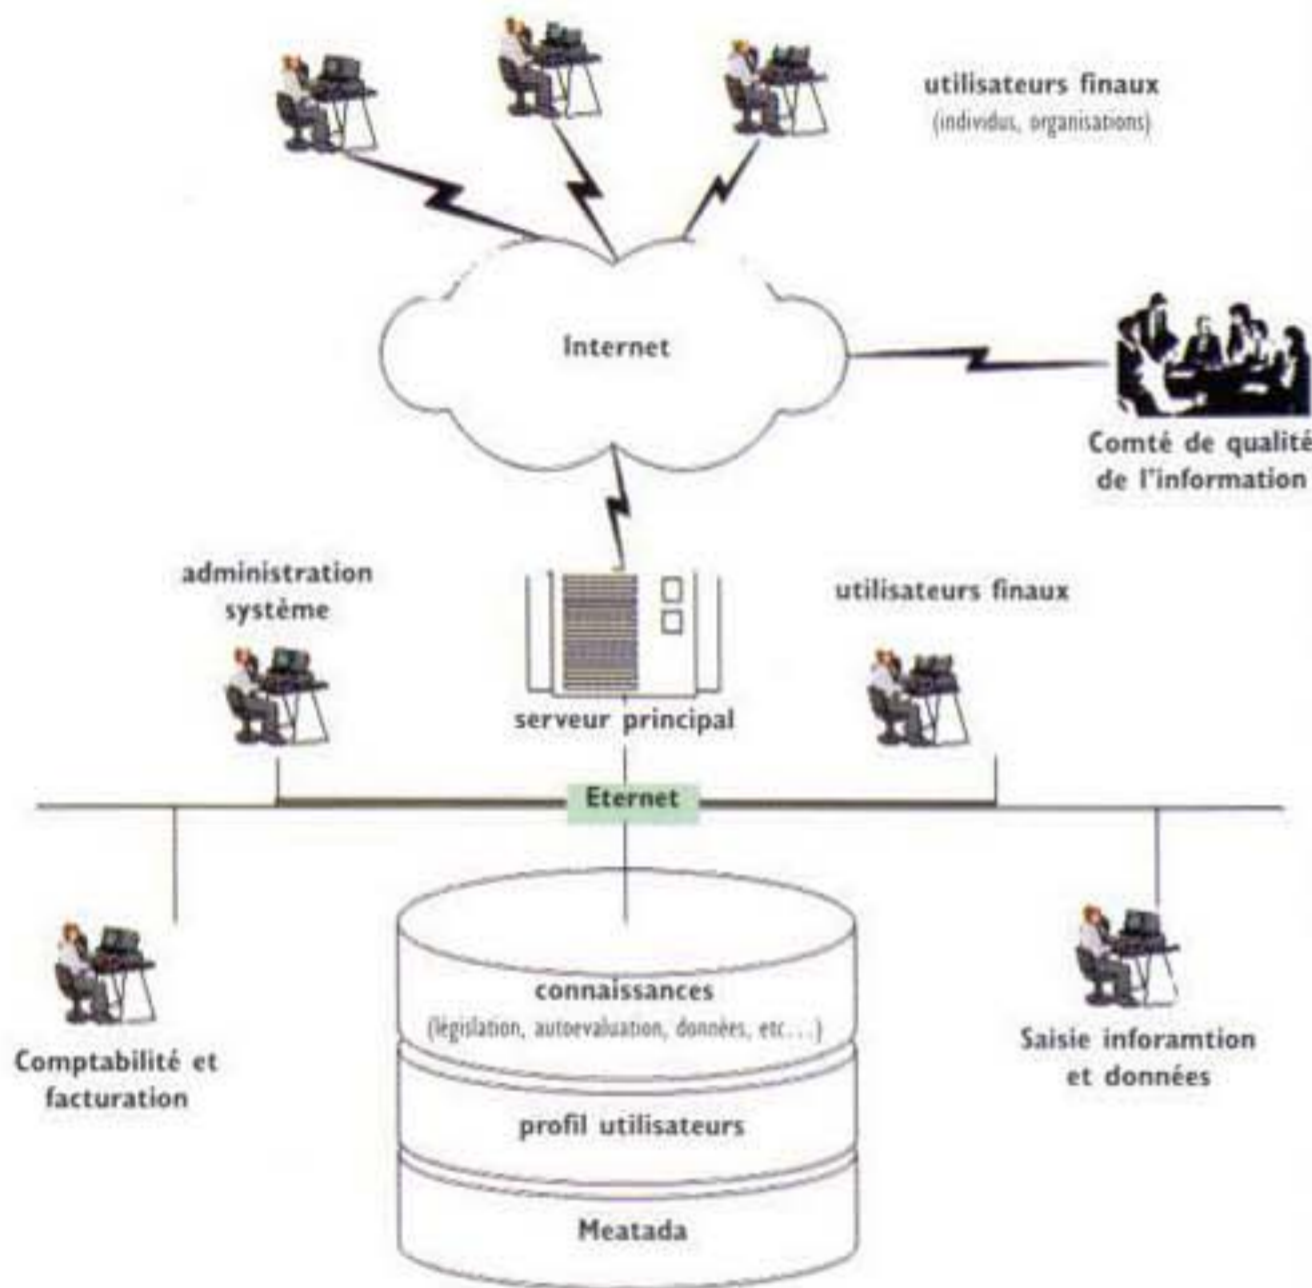 utilisateurs finaux
(individus, organisations)
Internet
Comté de qualité
de l'information
administration
système
utilisateurs finaux
serveur principal
Eternet
connaissances
(législation, autoevaluation, données, etc...)
Comptabilité et
facturation
Saisie inforamtion
et données
profil utilisateurs
Meatada